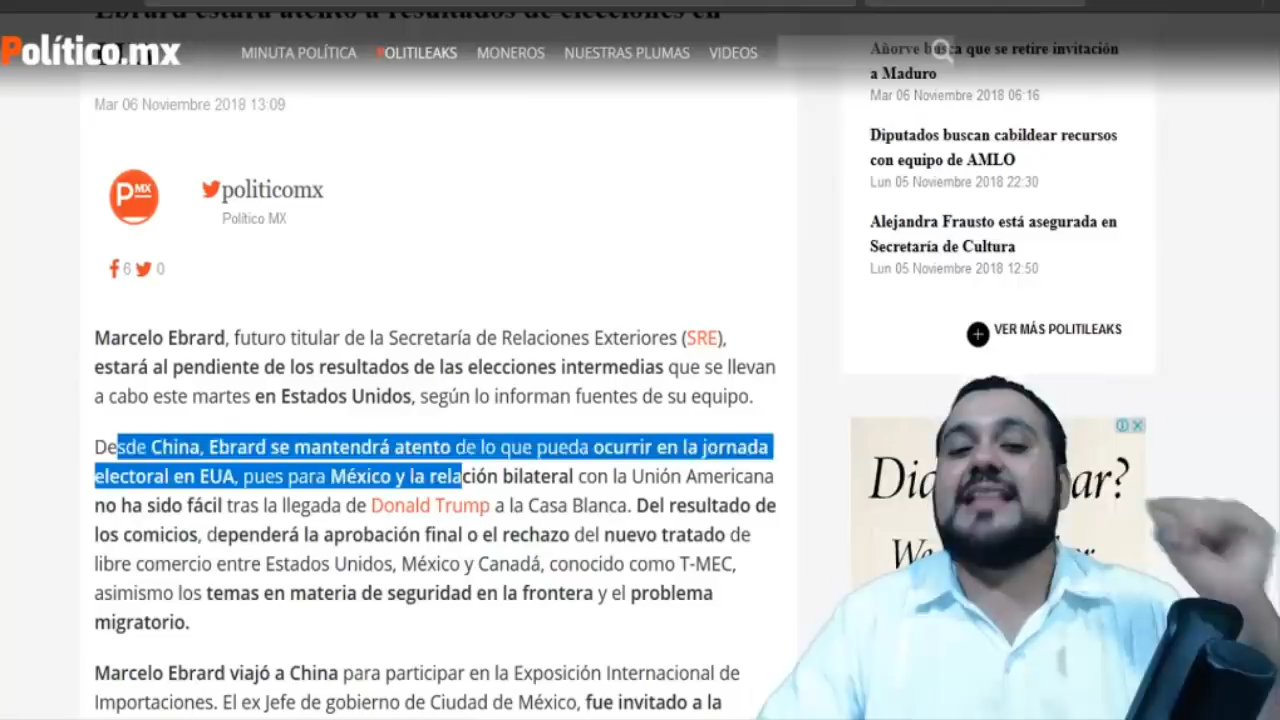 Ebrard estará atento a resultados de elecciones en
Político.mx
MINUTA POLÍTICA
POLITILEAKS
MONEROS
NUESTRAS PLUMAS
VIDEOS
Mar 06 Noviembre 2018 13:09
P MX
politicomx
Político MX
6 0
Marcelo Ebrard, futuro titular de la Secretaría de Relaciones Exteriores (SRE),
estará al pendiente de los resultados de las elecciones intermedias que se llevan
a cabo este martes en Estados Unidos, según lo informan fuentes de su equipo.
Desde China, Ebrard se mantendrá atento de lo que pueda ocurrir en la jornada
electoral en EUA, pues para México y la relación bilateral con la Unión Americana
no ha sido fácil tras la llegada de Donald Trump a la Casa Blanca. Del resultado de
los comicios, dependerá la aprobación final o el rechazo del nuevo tratado de
libre comercio entre Estados Unidos, México y Canadá, conocido como T-MEC,
asimismo los temas en materia de seguridad en la frontera y el problema
migratorio.
Marcelo Ebrard viajó a China para participar en la Exposición Internacional de
Importaciones. El ex Jefe de gobierno de Ciudad de México, fue invitado a la
Añorve busca que se retire invitación
a Maduro
Mar 06 Noviembre 2018 06:16
Diputados buscan cabildear recursos
con equipo de AMLO
Lun 05 Noviembre 2018 22:30
Alejandra Frausto está asegurada en
Secretaría de Cultura
Lun 05 Noviembre 2018 12:50
VER MÁS POLITILEAKS